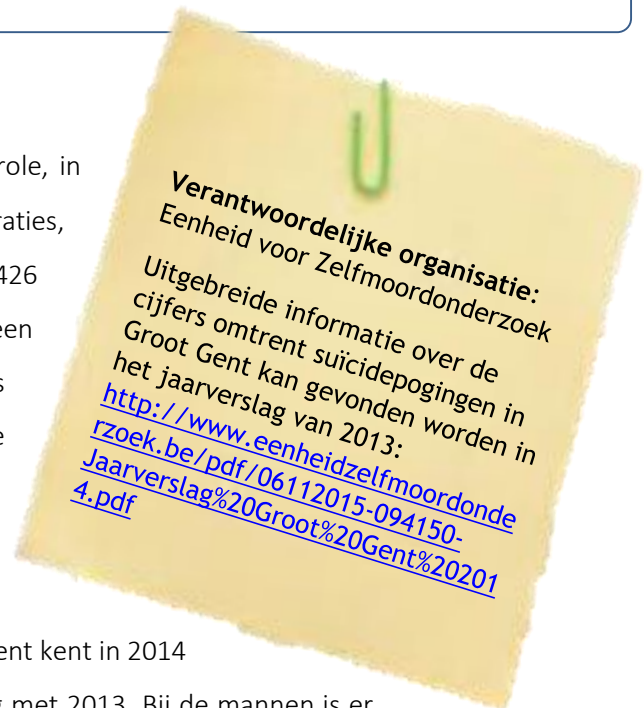 role, in
raties,
426
een
s
e
Verantwoordelijke organisatie:
Eenheid voor Zelfmoordonderzoek
Uitgebreide informatie over de
cijfers omtrent suïcidepogingen in
Groot Gent kan gevonden worden in
het jaarverslag van 2013:
http://www.eenheidzelfmoordonde
rzoek.be/pdf/06112015-094150-
Jaarverslag%20Groot%20Gent%20201
4.pdf
ent kent in 2014
g met 2013. Bij de mannen is er